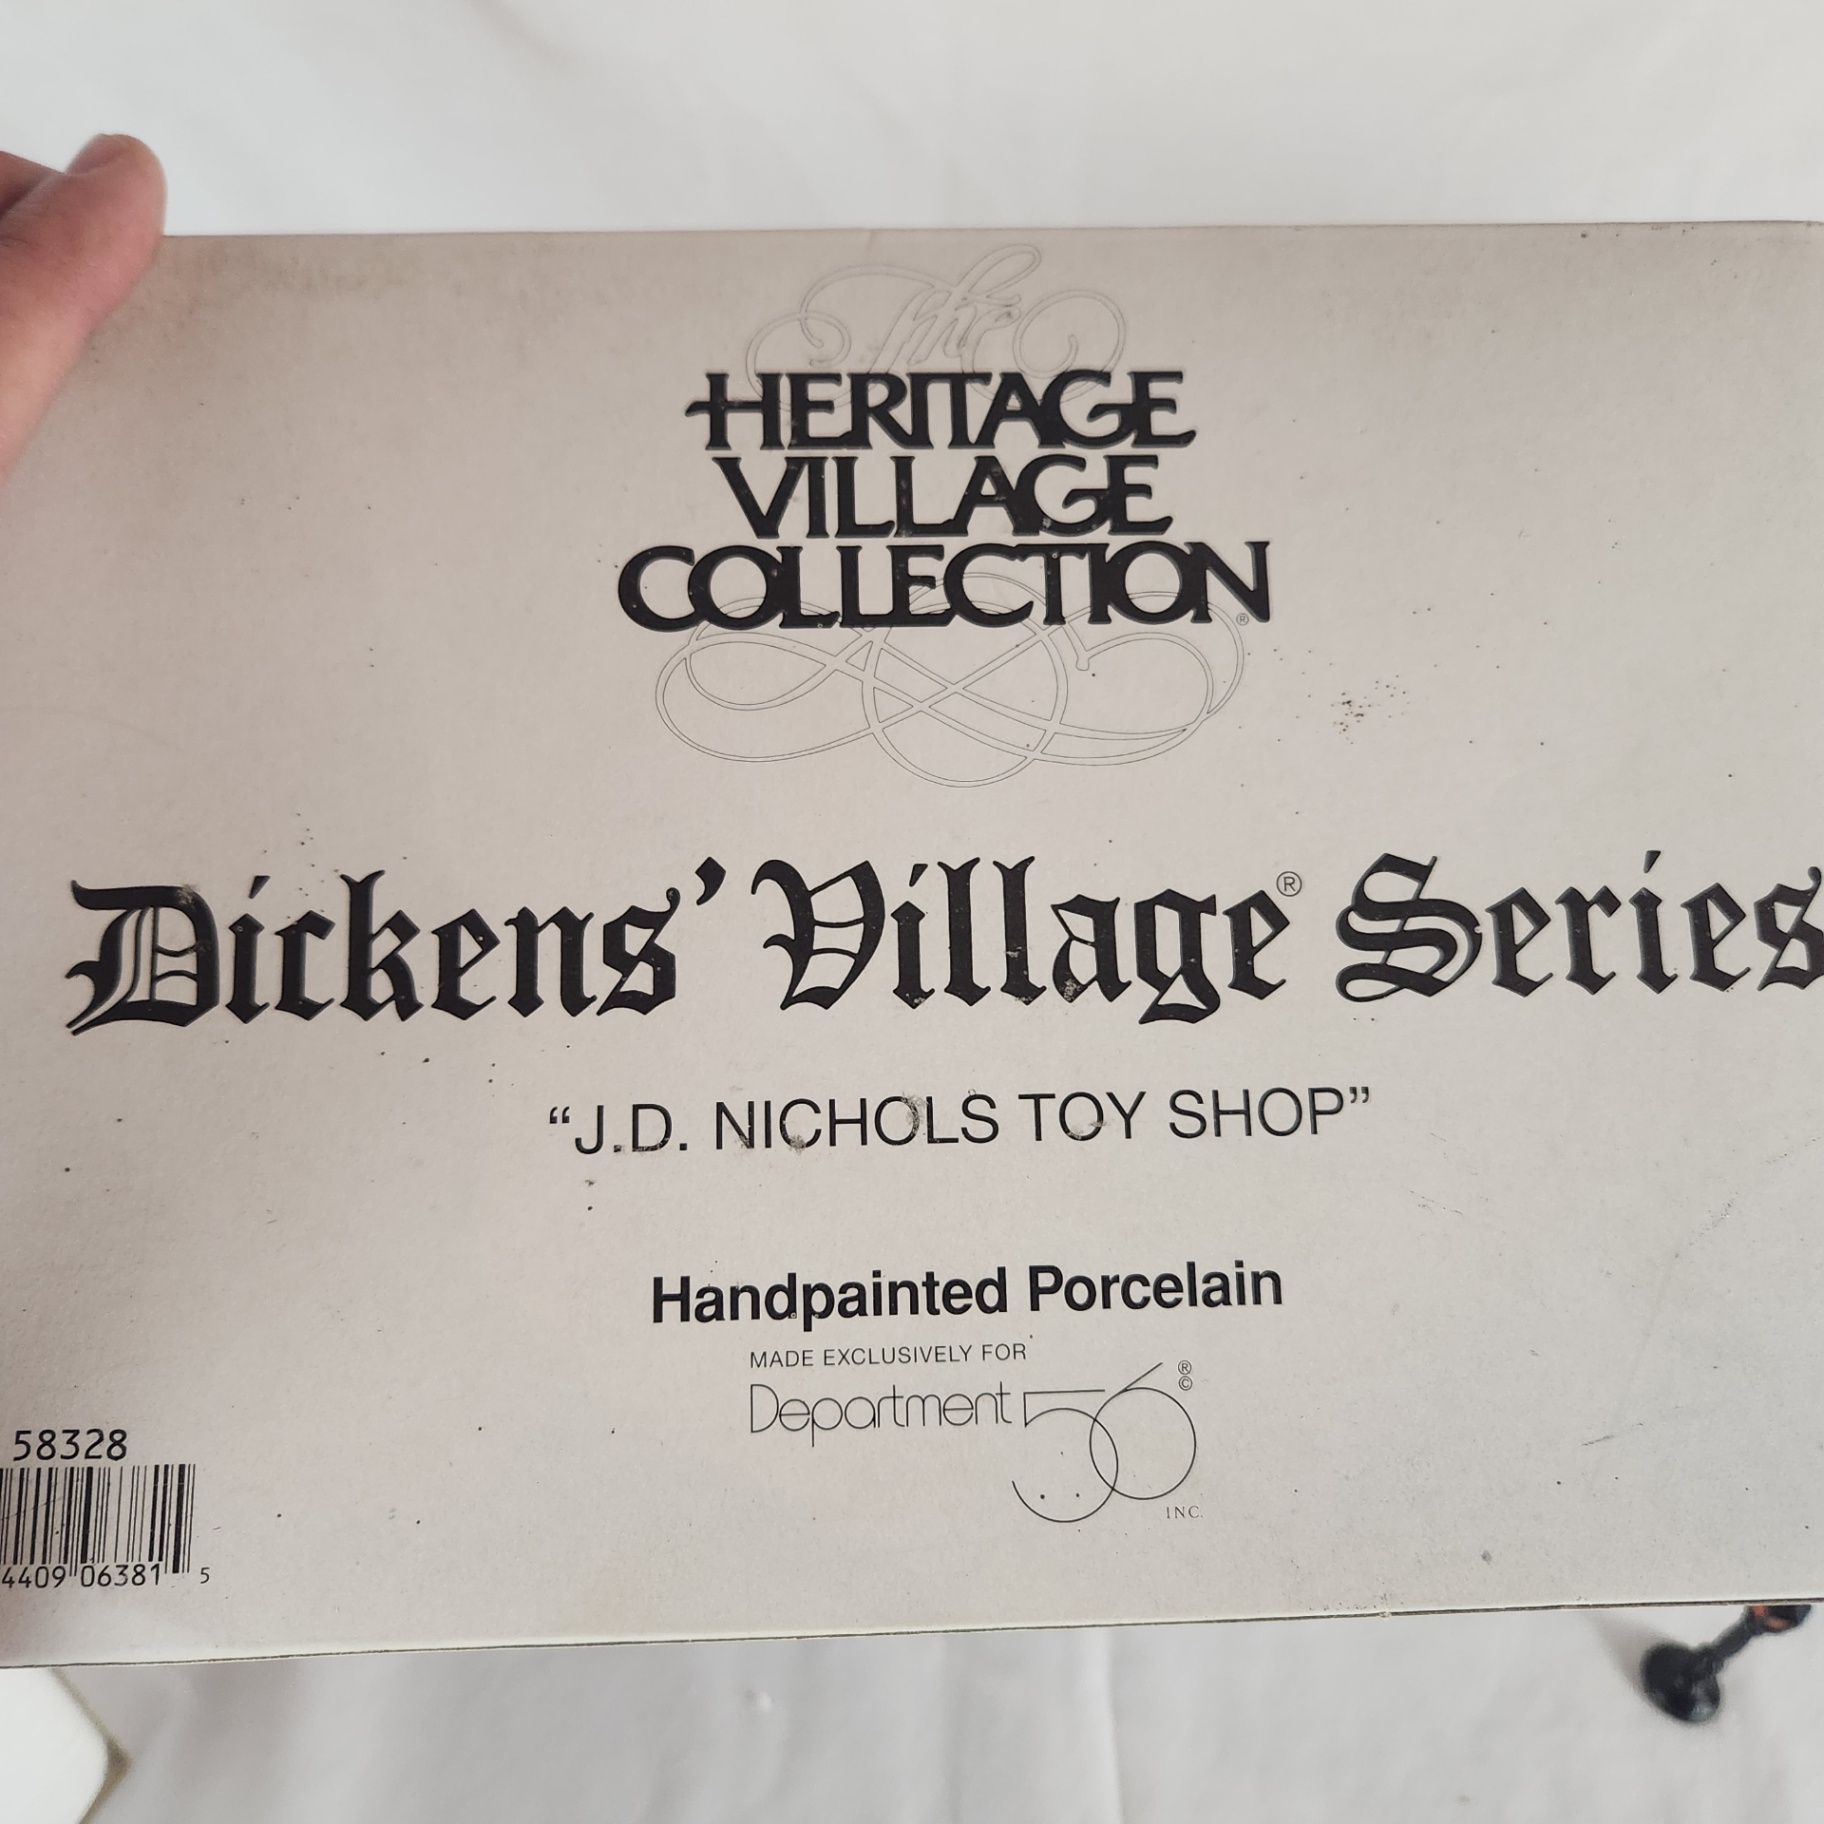 The
HERITAGE
VILLAGE
COLLECTION®
Dickens' Village® Series
“J.D. NICHOLS TOY SHOP”
Handpainted Porcelain
MADE EXCLUSIVELY FOR
Department 56 ® ©
INC.
58328
4409 06381 5